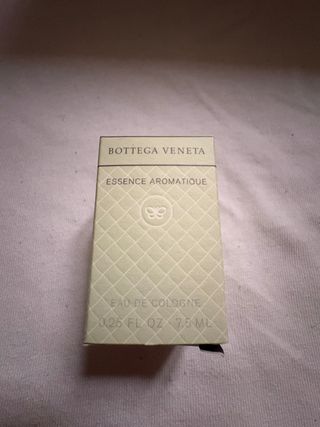 BOTTEGA VENETA
ESSENCE AROMATIQUE
EAU DE COLOGNE
0.25 FL OZ - 7.5 ML